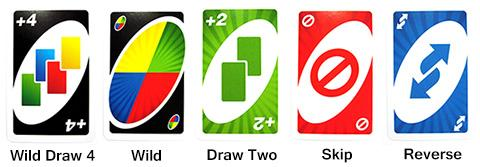 +4
+4
+2
+2
Wild Draw 4
Wild
Draw Two
Skip
Reverse